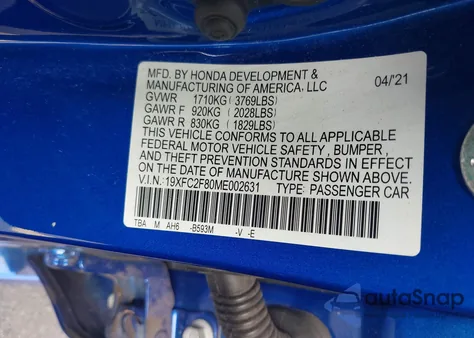 MFD. BY HONDA DEVELOPMENT &
MANUFACTURING OF AMERICA, LLC 04/21
GVWR 1710KG (3769LBS)
GAWR F 920KG (2028LBS)
GAWR R 830KG (1829LBS)
THIS VEHICLE CONFORMS TO ALL APPLICABLE
FEDERAL MOTOR VEHICLE SAFETY, BUMPER,
AND THEFT PREVENTION STANDARDS IN EFFECT
ON THE DATE OF MANUFACTURE SHOWN ABOVE.
V.I.N.: 19XFC2F80ME002631 TYPE: PASSENGER CAR
TBA M AH6 -B593M -V -E
autoSnap